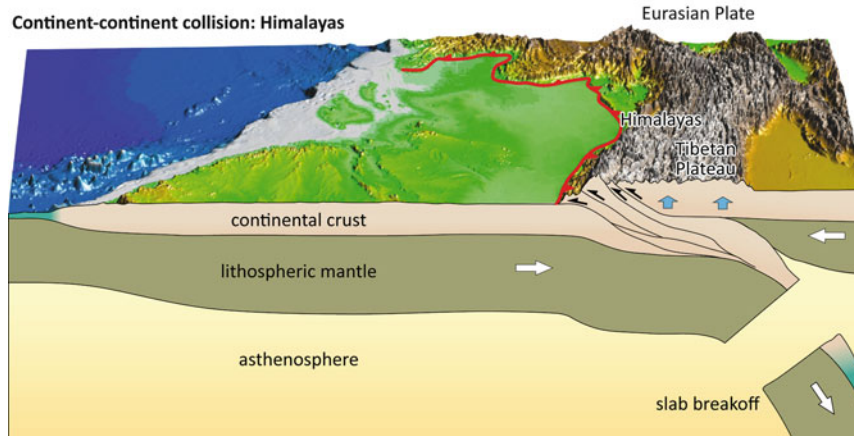 Eurasian Plate
Continent-continent collision: Himalayas
Himalayas
Tibetan
Plateau
continental crust
lithospheric mantle
asthenosphere
slab breakoff